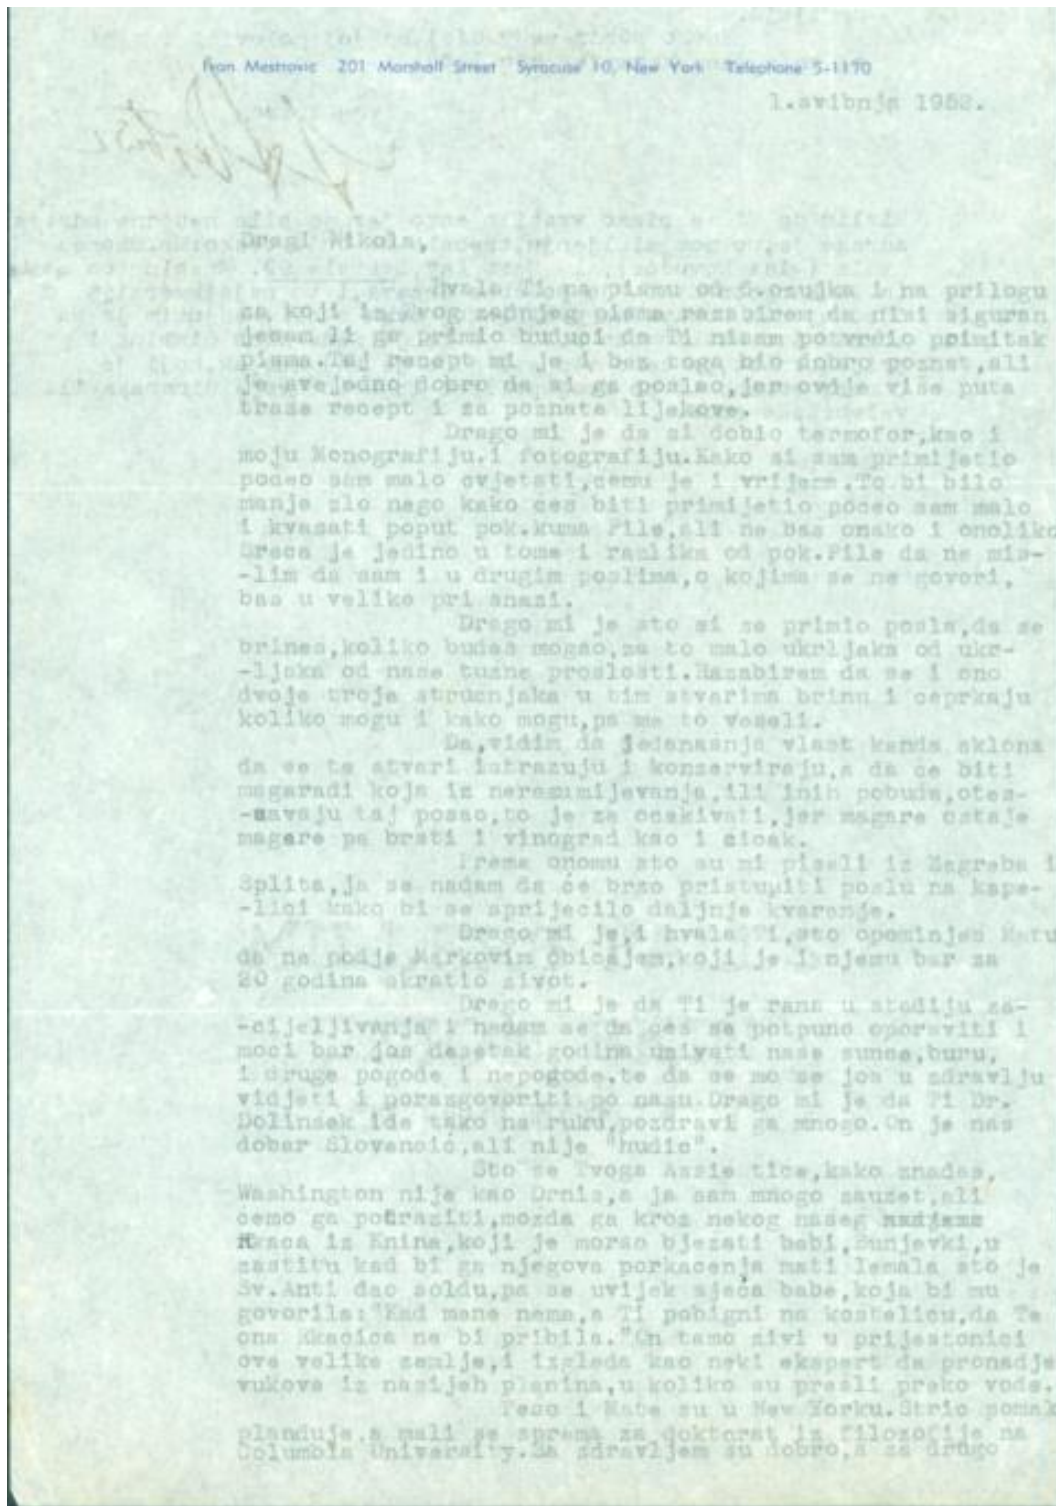 Ivan Mestrovic 201 Marshall Street Syracuse 10, New York Telephone 5-1170
1.svibnja 1952.
Dragi Nikola,
Hvala Ti na pismu od 6.ozujka i na prilogu
za koji iz ovog zadnjeg pisma razabirem da nisi siguran
jesam li ga primio buduci da Ti nisam potvrdio primitak
pisma.Taj recept mi je i bez toga bio dobro poznat,ali
je svejedno dobro da si ga poslao,jer ovdje više puta
traze recept i za poznate lijekove.
Drago mi je da si dobio termofor,kao i
moju Monografiju.i fotografiju.Kako si sam primijetio
poceo sam malo cvjetati,cemu je i vrijeme.To bi bilo
manje zlo nego kako ces biti primijetio poceo sam malo
i kvasati poput pok.kuma Pile,ali ne bas onako i onoliko
Sreca je jedino u tome i razlika od pok.Pile da ne mis-
-lim da sam i u drugim poslima,o kojima se ne govori,
bas u velike pri snazi.
Drago mi je sto si se primio posla,da se
brines,koliko budes mogao,za to malo ukrljaka od ukr-
-ljaka od nase tuzne proslosti.Razabirem da se i ono
dvoje troje strucnjaka u tim stvarima brinu i ceprkaju
koliko mogu i kako mogu,pa me to veseli.
Da,vidim da jedanasnja vlast kanda sklona
da se te stvari istrazuju i konserviraju,a da ce biti
magaradi koja iz nerazumijevanja,ili inih pobuda,otez-
-avaju taj posao,to je za ocekivati,jer magare ostaje
magare pa brsti i vinograd kao i cicak.
Prema onomu sto su mi pisali iz Zagreba i
Splita,ja se nadam da će brzo pristupiti poslu na kape-
-lici kako bi se sprijecilo daljnje kvarenje.
Drago mi je,i hvala Ti,sto opominjes Matu
da ne podje Markovim obicajem,koji je i njemu bar za
20 godina skratio zivot.
Drago mi je da Ti je rana u stadiju za-
-cijeljivanja i nadam se da ces se potpuno oporaviti i
moci bar jos desetak godina uzivati nase sunce,buru,
i druge pogode i nepogode,te da ce mo se jos u zdravlju
vidjeti i porazgovoriti po nasu.Drago mi je da Ti Dr.
Dolinsek ide tako na ruku,pozdravi ga mnogo.On je nas
dobar Slovencić,ali nije "hudic".
Sto se Tvoga tice,kako znadas,
Washington nije kao Drnis,a ja sam mnogo zauzet,ali
cemo ga potraziti,mozda ga kroz nekog naseg
Rkaca iz Knina,koji je morao bjezati babi,Bunjevki,u
zastitu kad bi ga njegova porkacenja mati lemala sto je
Sv.Anti dao soldu,pa se uvijek sjeća babe,koja bi mu
govorila:"Kad mane nema,a Ti pobigni na kostelicu,da Te
ona Rkacica ne bi pribila."On tamo zivi u prijestonici
ove velike zemlje,i izgleda kao neki ekspert da pronadje
vukove iz nasijeh planina,u koliko su presli preko vode.
Pezo i Mate su u New Yorku.Stric pomak
planduje,a mali se sprema za doktorat iz filozofije na
Columbia University.Sa zdravljem su dobro,a za drugo